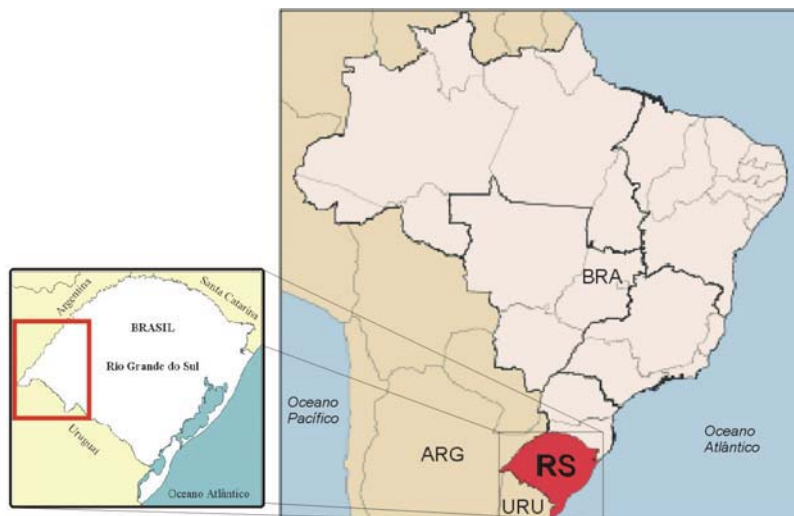 Argentina
Santa Catarina
BRASIL
Rio Grande do Sul
Uruguai
Oceano Atlântico
BRA
Oceano
Pacífico
ARG
Oceano
Atlântico
RS
URU